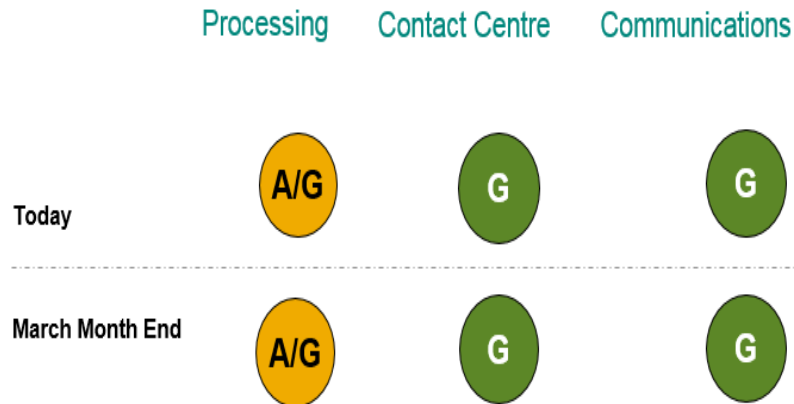 Processing Contact Centre Communications
A/G G G
Today
March Month End
A/G G G